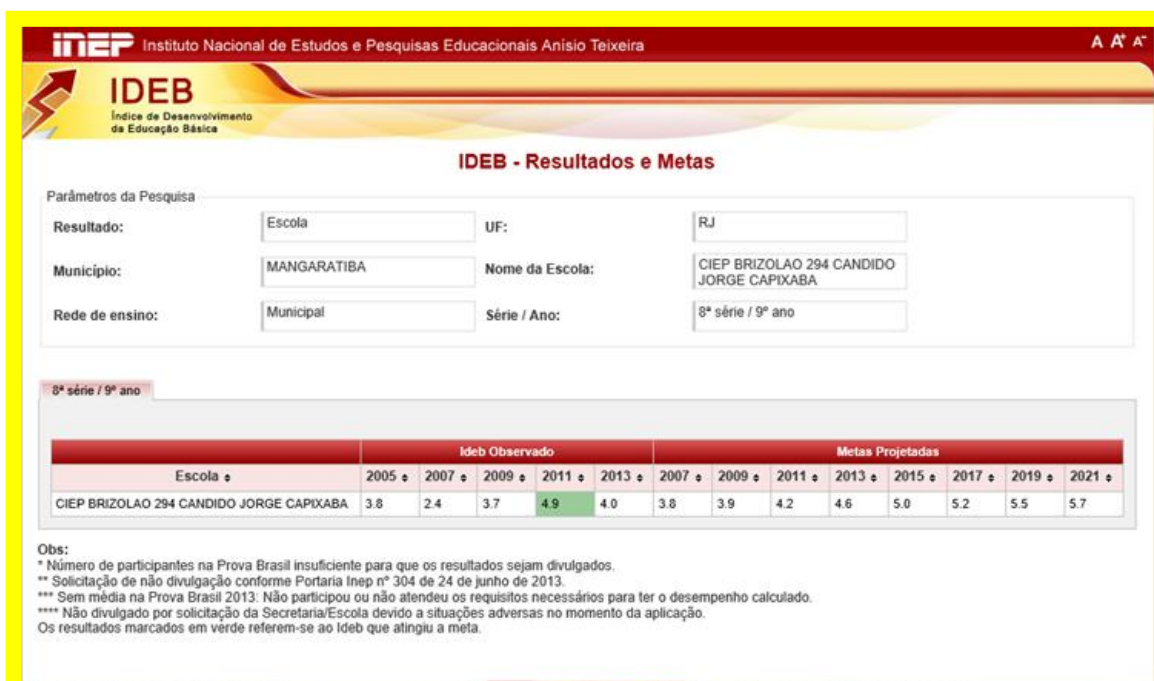 inep Instituto Nacional de Estudos e Pesquisas Educacionais Anísio Teixeira A A+ A-
IDEB
Índice de Desenvolvimento
da Educação Básica
IDEB - Resultados e Metas
Parâmetros da Pesquisa
Resultado: Escola UF: RJ
Município: MANGARATIBA Nome da Escola: CIEP BRIZOLAO 294 CANDIDO
JORGE CAPIXABA
Rede de ensino: Municipal Série / Ano: 8ª série / 9º ano
8ª série / 9º ano
Ideb Observado Metas Projetadas
Escola 2005 2007 2009 2011 2013 2007 2009 2011 2013 2015 2017 2019 2021
CIEP BRIZOLAO 294 CANDIDO JORGE CAPIXABA 3.8 2.4 3.7 4.9 4.0 3.8 3.9 4.2 4.6 5.0 5.2 5.5 5.7
Obs:
* Número de participantes na Prova Brasil insuficiente para que os resultados sejam divulgados.
** Solicitação de não divulgação conforme Portaria Inep nº 304 de 24 de junho de 2013.
*** Sem média na Prova Brasil 2013: Não participou ou não atendeu os requisitos necessários para ter o desempenho calculado.
**** Não divulgado por solicitação da Secretaria/Escola devido a situações adversas no momento da aplicação.
Os resultados marcados em verde referem-se ao Ideb que atingiu a meta.